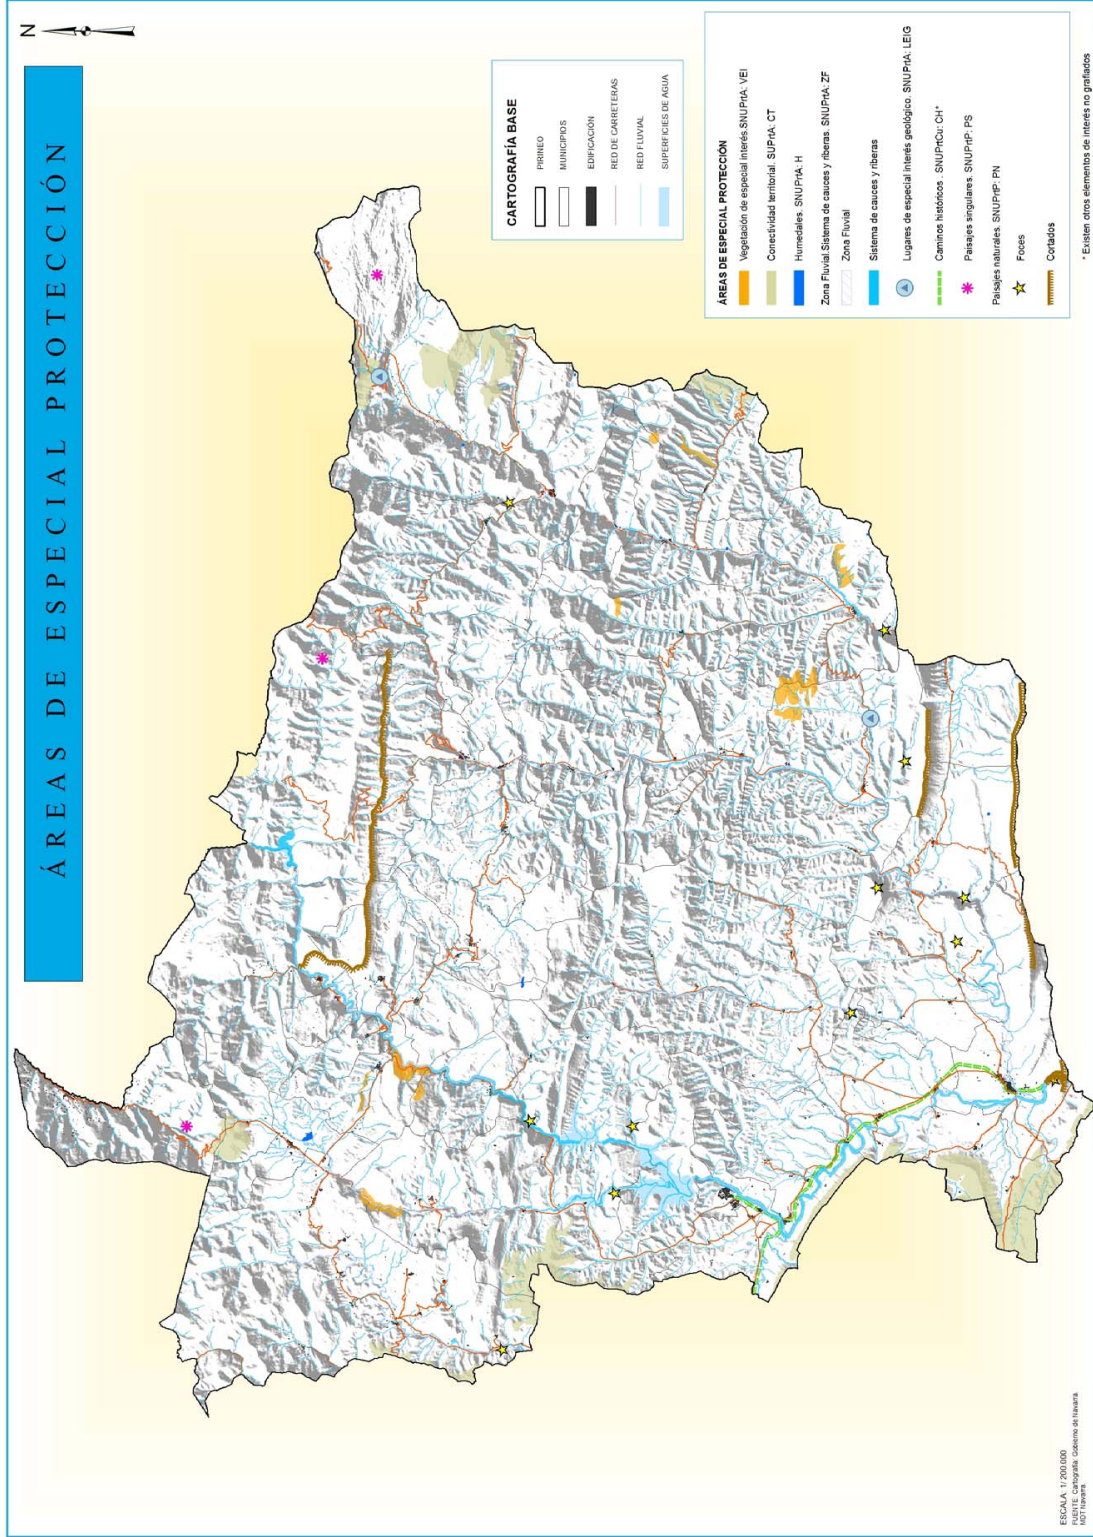 ÁREAS DE ESPECIAL PROTECCIÓN
N
CARTOGRAFÍA BASE
PIRINEO
MUNICIPIOS
EDIFICACIÓN
RED DE CARRETERAS
RED FLUVIAL
SUPERFICIES DE AGUA
ÁREAS DE ESPECIAL PROTECCIÓN
Vegetación de especial interés.SNUPrtA: VEI
Conectividad territorial. SUPrtA: CT
Humedales. SNUPrtA: H
Zona Fluvial.Sistema de cauces y riberas. SNUPrtA: ZF
Zona Fluvial
Sistema de cauces y riberas
Lugares de especial interés geológico. SNUPrtA: LEIG
Caminos históricos . SNUPrtCu: CH*
Paisajes singulares. SNUPrtP: PS
Paisajes naturales. SNUPrtP: PN
Foces
Cortados
* Existen otros elementos de interés no grafiados
ESCALA: 1/ 200.000
FUENTE: Cartografía: Gobierno de Navarra.
MDT Navarra.